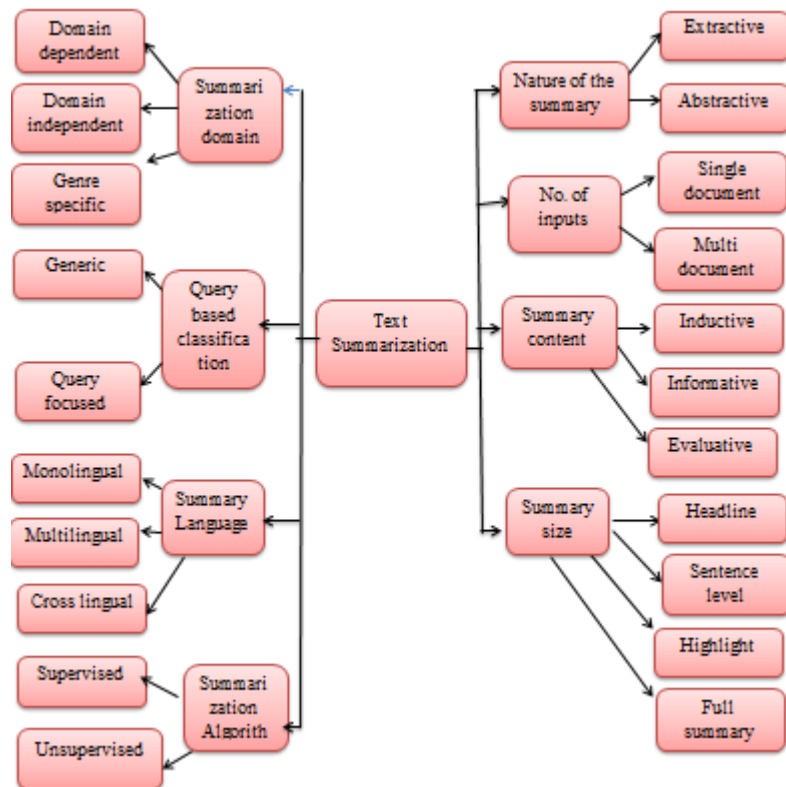 Domain
dependent
Domain
independent
Genre
specific
Summari
zation
domain
Generic
Query
focused
Query
based
classifica
tion
Monolingual
Multilingual
Cross lingual
Summary
Language
Supervised
Unsupervised
Summari
zation
Algorith
Text
Summarization
Nature of the
summary
Extractive
Abstractive
No. of
inputs
Single
document
Multi
document
Summary
content
Inductive
Informative
Evaluative
Summary
size
Headline
Sentence
level
Highlight
Full
summary